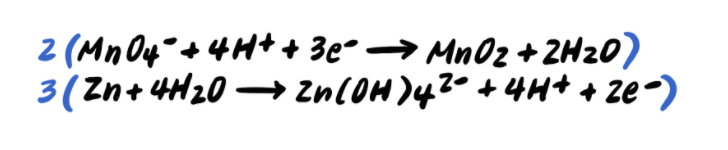 2(MnO₄⁻ + 4H⁺ + 3e⁻ → MnO₂ + 2H₂O)
3(Zn + 4H₂O → Zn(OH)₄²⁻ + 4H⁺ + 2e⁻)